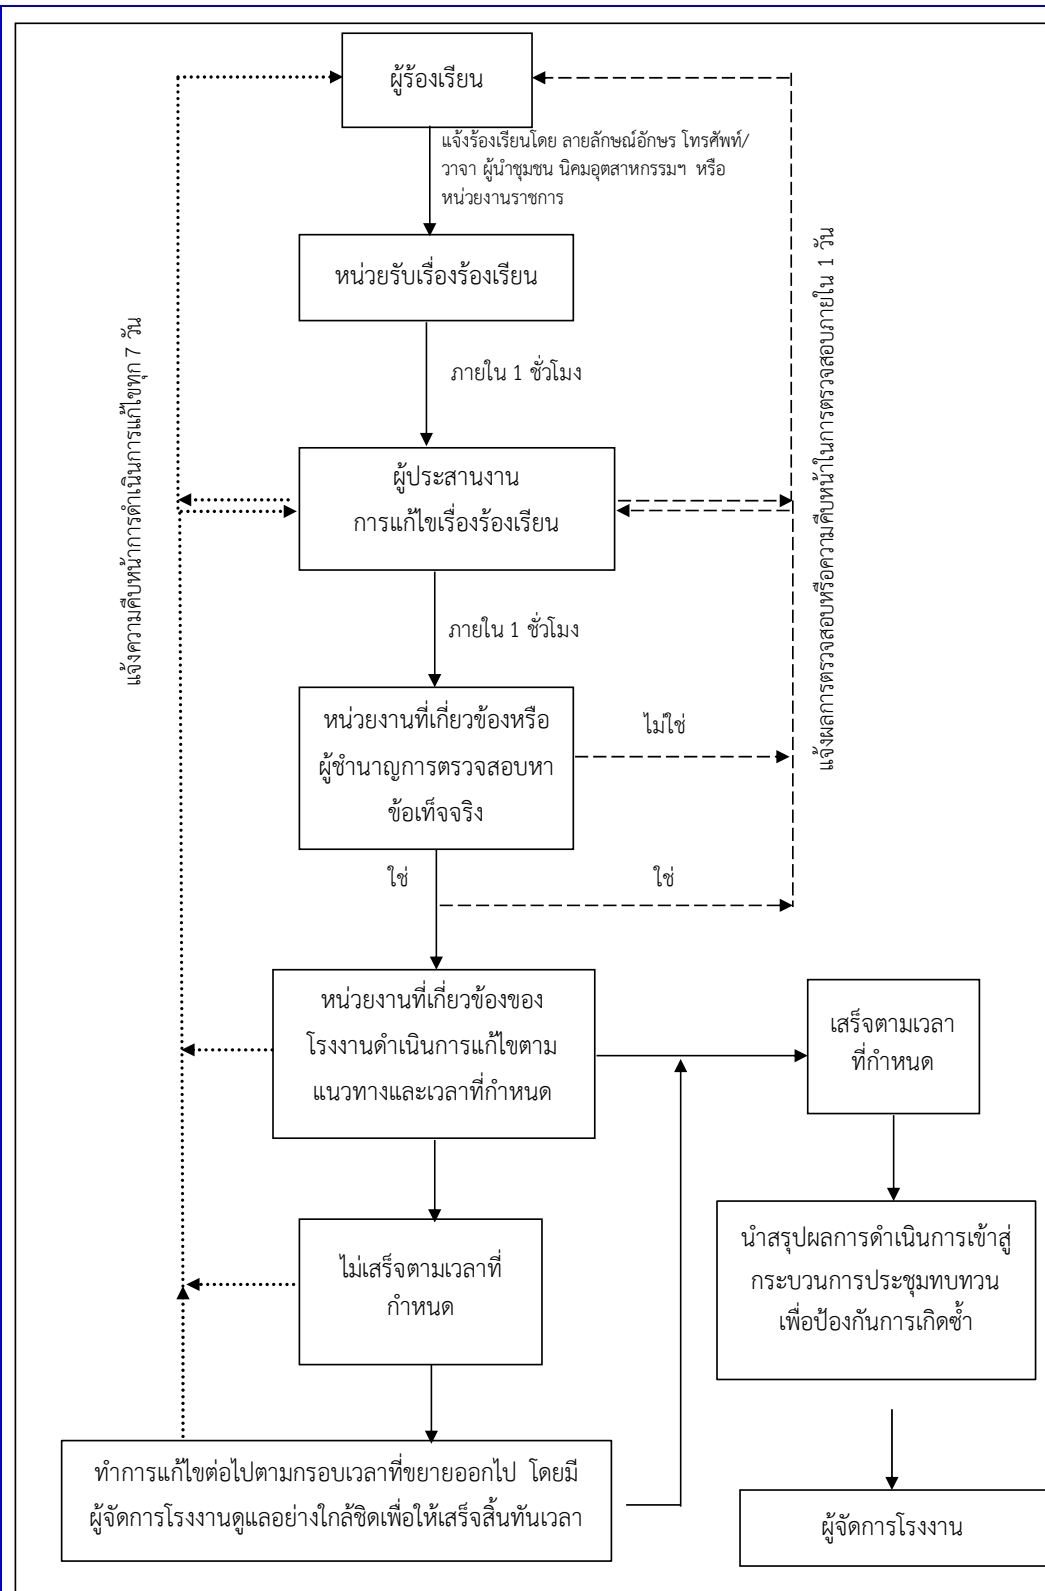 ผู้ร้องเรียน
แจ้งร้องเรียนโดย ลายลักษณ์อักษร โทรศัพท์/
วาจา ผู้นำชุมชน นิคมอุตสาหกรรมฯ หรือ
หน่วยงานราชการ
หน่วยรับเรื่องร้องเรียน
ภายใน 1 ชั่วโมง
ผู้ประสานงาน
การแก้ไขเรื่องร้องเรียน
ภายใน 1 ชั่วโมง
แจ้งความคืบหน้าการดำเนินการแก้ไขทุก 7 วัน
แจ้งผลการตรวจสอบหรือความคืบหน้าในการตรวจสอบภายใน 1 วัน
หน่วยงานที่เกี่ยวข้องหรือ
ผู้ชำนาญการตรวจสอบหา
ข้อเท็จจริง
ไม่ใช่
ใช่
ใช่
หน่วยงานที่เกี่ยวข้องของ
โรงงานดำเนินการแก้ไขตาม
แนวทางและเวลาที่กำหนด
เสร็จตามเวลา
ที่กำหนด
ไม่เสร็จตามเวลาที่
กำหนด
นำสรุปผลการดำเนินการเข้าสู่
กระบวนการประชุมทบทวน
เพื่อป้องกันการเกิดซ้ำ
ทำการแก้ไขต่อไปตามกรอบเวลาที่ขยายออกไป โดยมี
ผู้จัดการโรงงานดูแลอย่างใกล้ชิดเพื่อให้เสร็จสิ้นทันเวลา
ผู้จัดการโรงงาน